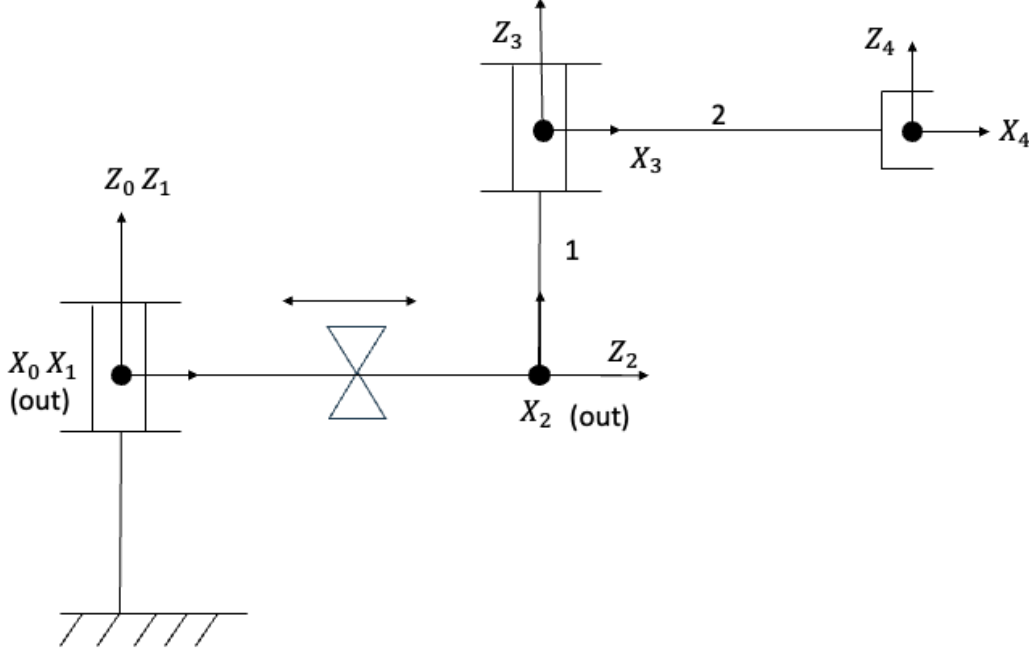 𝑍₃
𝑍₄
2
𝑋₄
𝑋₃
𝑍₀ 𝑍₁
1
𝑋₀ 𝑋₁
(out)
𝑍₂
𝑋₂ (out)